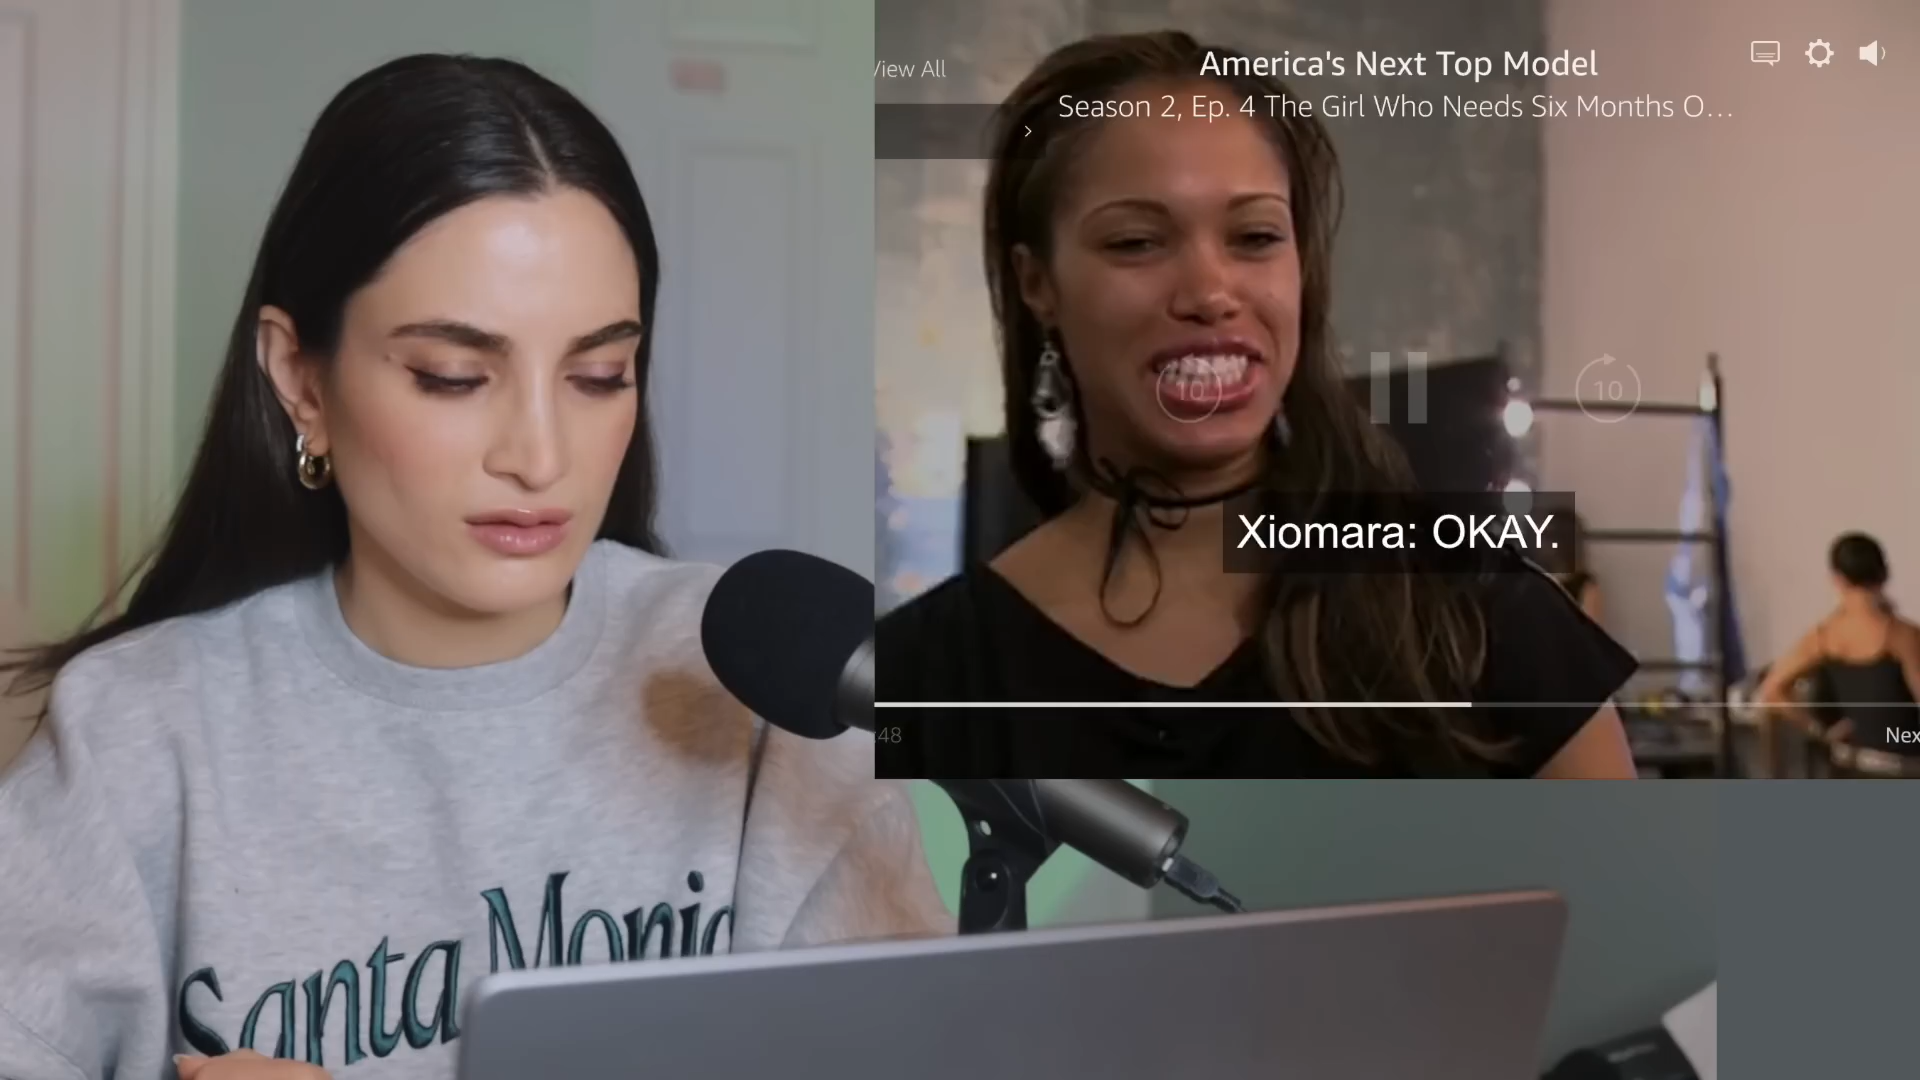 View All
America's Next Top Model
Season 2, Ep. 4 The Girl Who Needs Six Months O...
10
10
Xiomara: OKAY.
:48
Nex
Santa Monic